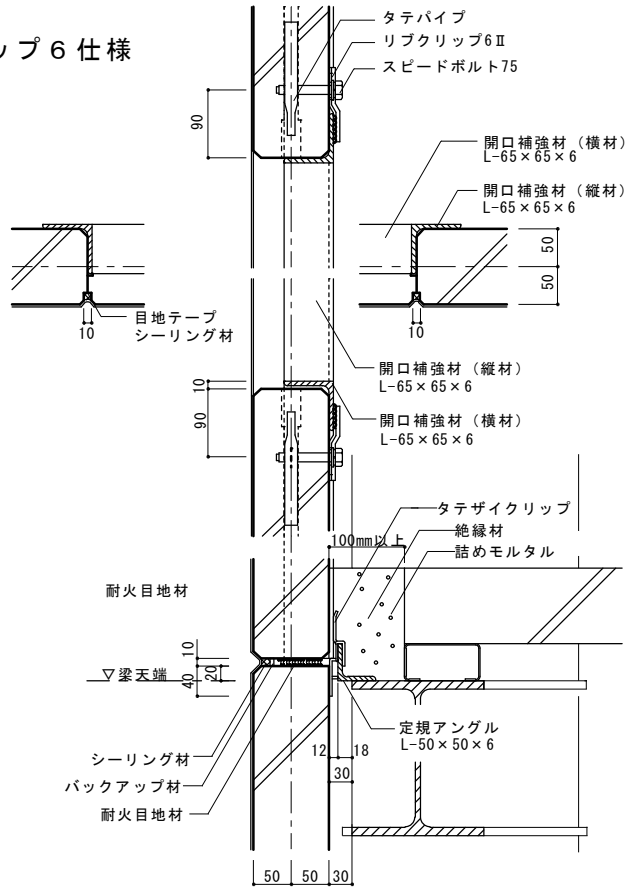 ップ６仕様
タテパイプ
リブクリップ6Ⅱ
スピードボルト75
90
開口補強材（横材）
L-65×65×6
開口補強材（縦材）
L-65×65×6
50
50
10
目地テープ
シーリング材
10
開口補強材（縦材）
L-65×65×6
10
90
開口補強材（横材）
L-65×65×6
タテザイクリップ
100mm以上
絶縁材
詰めモルタル
耐火目地材
10
20
40
▽梁天端
定規アングル
L-50×50×6
シーリング材
12
18
バックアップ材
30
耐火目地材
50
50
30